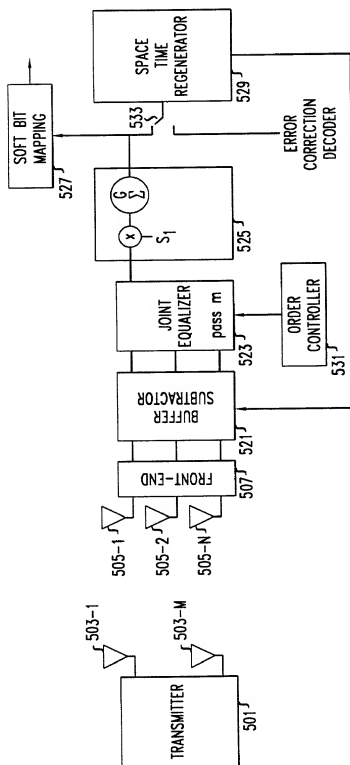 TRANSMITTER
501
503-1
503-M
505-1
505-2
505-N
FRONT-END
507
BUFFER
SUBTRACTOR
521
JOINT
EQUALIZER
pass m
523
ORDER
CONTROLLER
531
x
S1
G
Σ
525
SOFT BIT
MAPPING
527
533
SPACE
TIME
REGENERATOR
529
ERROR
CORRECTION
DECODER